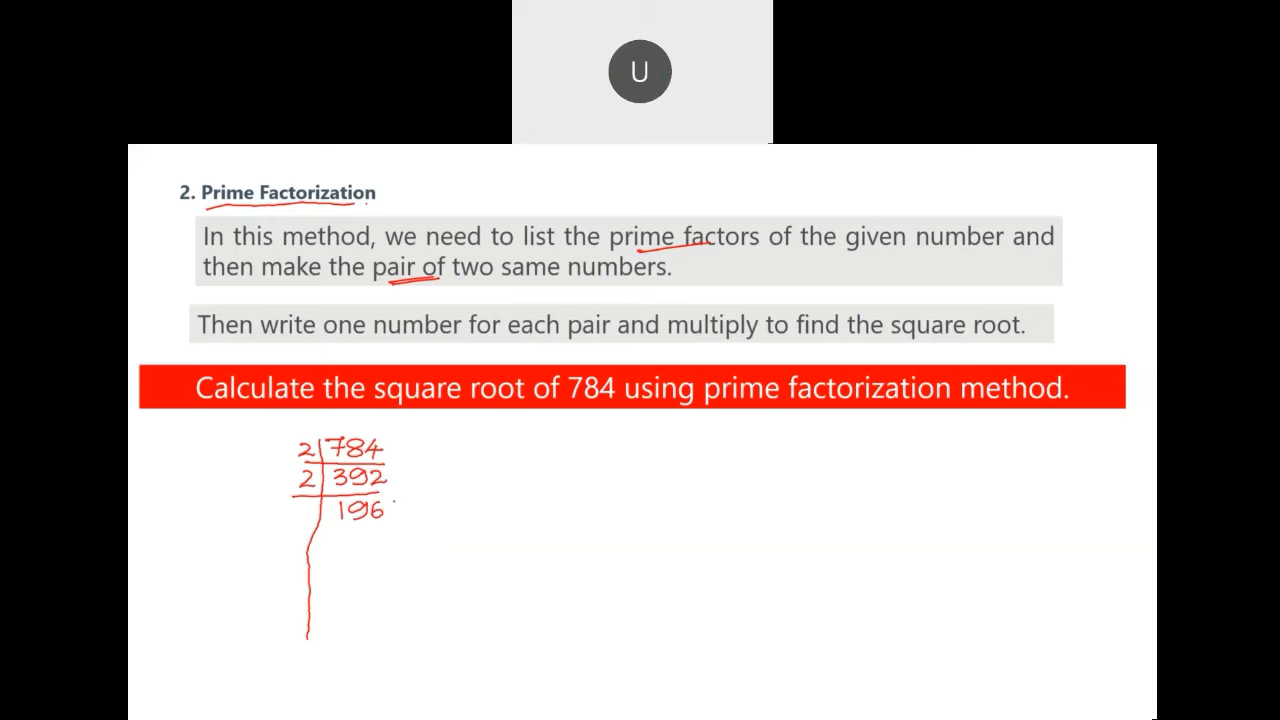 U
2. Prime Factorization
In this method, we need to list the prime factors of the given number and
then make the pair of two same numbers.
Then write one number for each pair and multiply to find the square root.
Calculate the square root of 784 using prime factorization method.
2 784
2 392
196